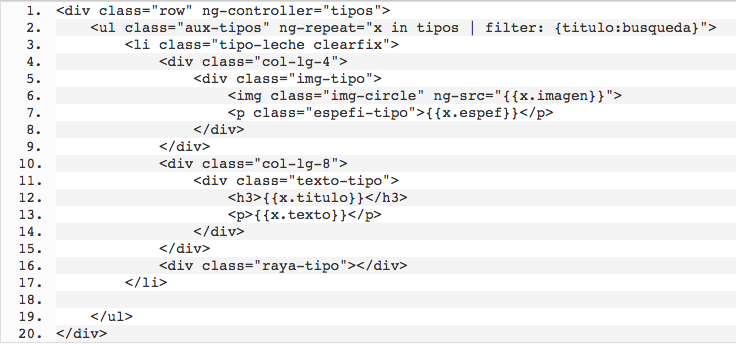 1. <div class="row" ng-controller="tipos">
2.     <ul class="aux-tipos" ng-repeat="x in tipos | filter: {titulo:busqueda}">
3.         <li class="tipo-leche clearfix">
4.             <div class="col-lg-4">
5.                 <div class="img-tipo">
6.                     <img class="img-circle" ng-src="{{x.imagen}}">
7.                     <p class="espefi-tipo">{{x.espef}}</p>
8.                 </div>
9.             </div>
10.             <div class="col-lg-8">
11.                 <div class="texto-tipo">
12.                     <h3>{{x.titulo}}</h3>
13.                     <p>{{x.texto}}</p>
14.                 </div>
15.             </div>
16.             <div class="raya-tipo"></div>
17.         </li>
18.
19.     </ul>
20. </div>